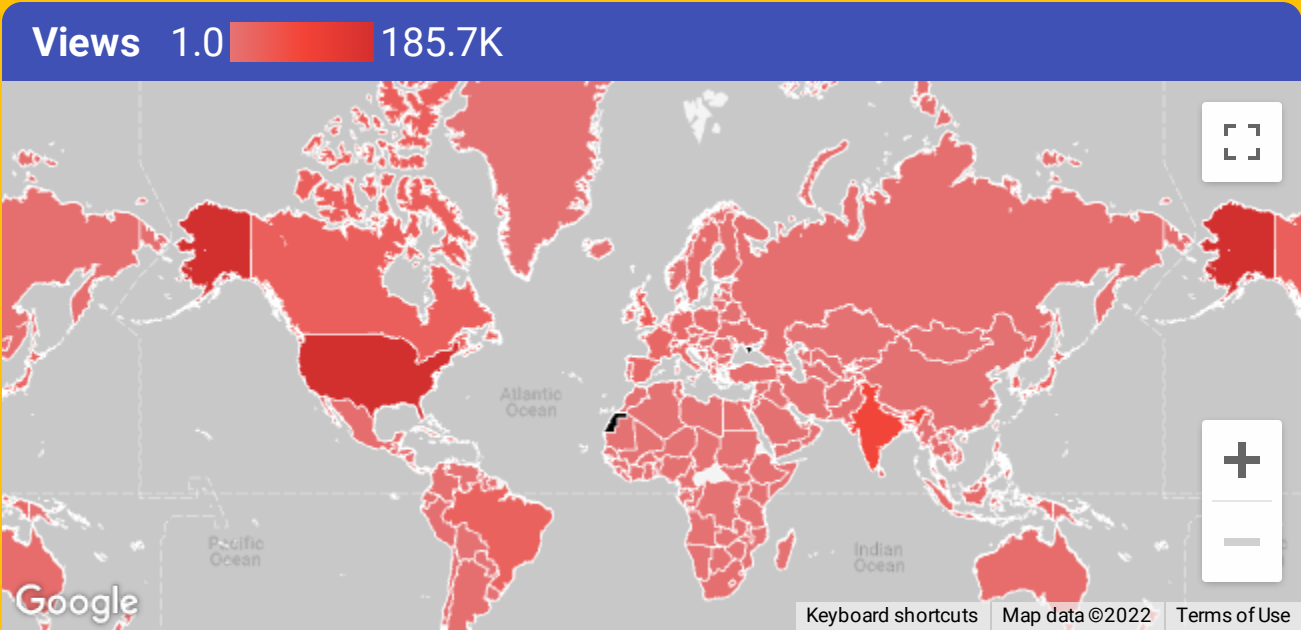 Views 1.0 185.7K
Atlantic
Ocean
Pacific
Ocean
Indian
Ocean
Google
Keyboard shortcuts Map data ©2022 Terms of Use